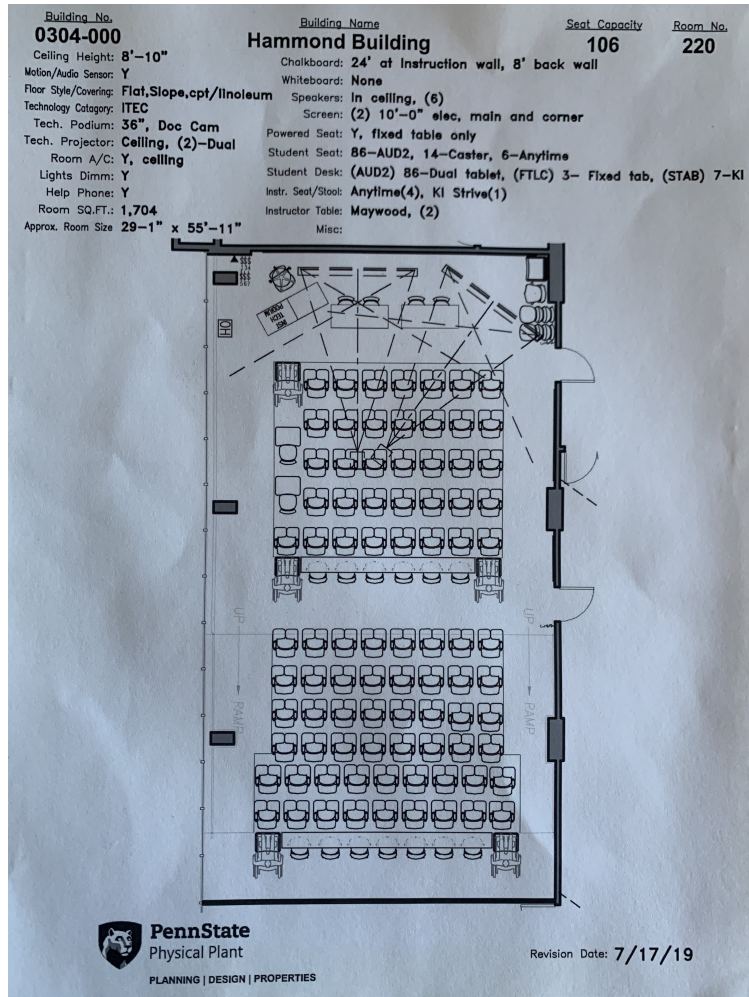 Building No.
0304-000
Building Name
Hammond Building
Seat Capacity
106
Room No.
220
Ceiling Height: 8'-10"
Motion/Audio Sensor: Y
Floor Style/Covering: Flat,Slope,cpt/linoleum
Technology Catagory: ITEC
Tech. Podium: 36", Doc Cam
Tech. Projector: Ceiling, (2)-Dual
Room A/C: Y, ceiling
Lights Dimm: Y
Help Phone: Y
Room SQ.FT.: 1,704
Approx. Room Size 29-1" x 55'-11"
Chalkboard: 24' at Instruction wall, 8' back wall
Whiteboard: None
Speakers: In ceiling, (6)
Screen: (2) 10'-0" elec, main and corner
Powered Seat: Y, fixed table only
Student Seat: 86-AUD2, 14-Caster, 6-Anytime
Student Desk: (AUD2) 86-Dual tablet, (FTLC) 3- Fixed tab, (STAB) 7-KI
Instr. Seat/Stool: Anytime(4), KI Strive(1)
Instructor Table: Maywood, (2)
Misc:
$$$
$$$
INST TECH PODIUM
OH
UP
UP
RAMP
RAMP
PennState
Physical Plant
PLANNING | DESIGN | PROPERTIES
Revision Date: 7/17/19